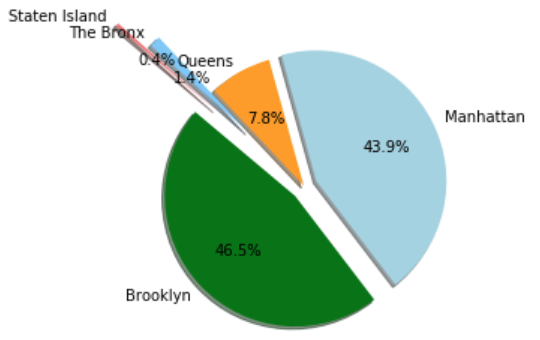 Staten Island
The Bronx
0.4% Queens
1.4%
7.8%
Manhattan
43.9%
46.5%
Brooklyn